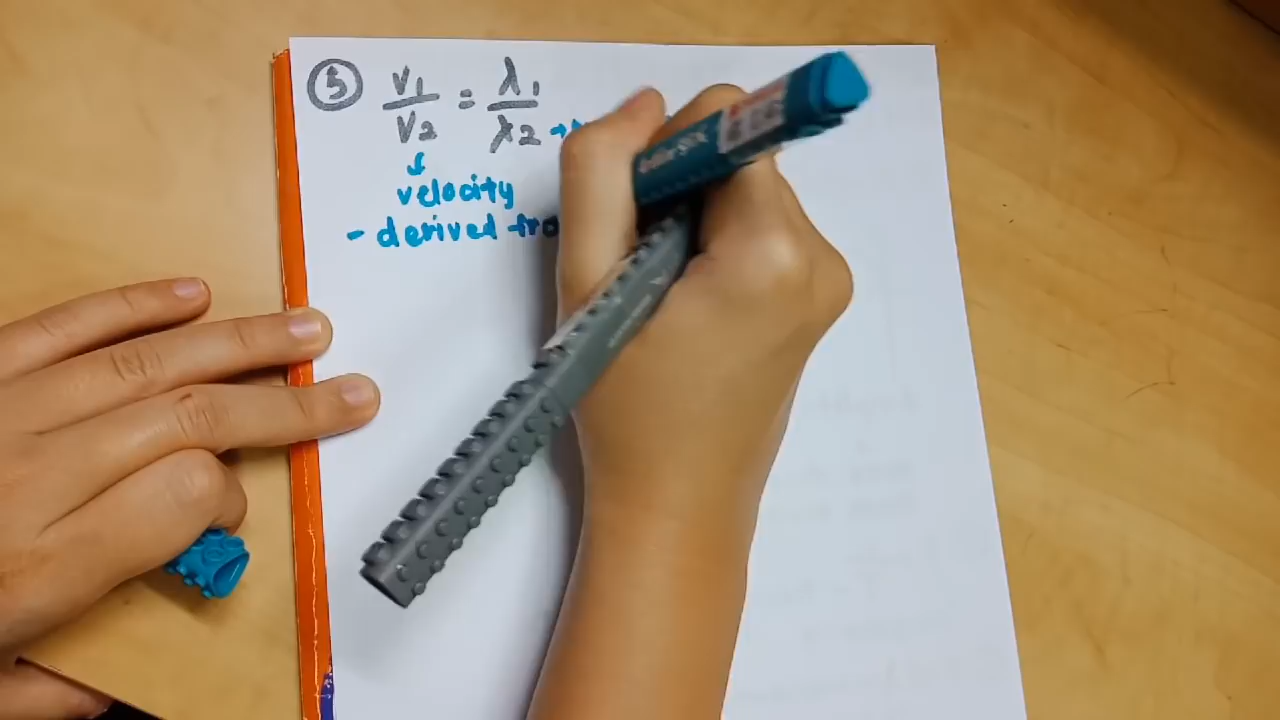 ⑤ V1/V2 = λ1/λ2 →
velocity
- derived